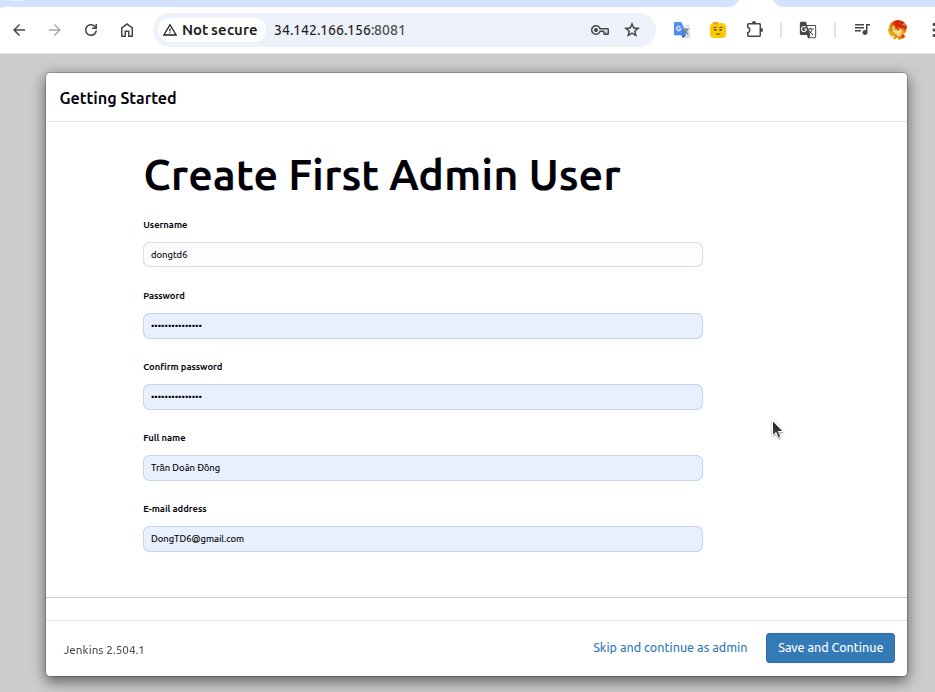 Not secure 34.142.166.156:8081
Getting Started
Create First Admin User
Username
dongtd6
Password
•••••••••••••••
Confirm password
•••••••••••••••
Full name
Trần Doãn Đồng
E-mail address
DongTD6@gmail.com
Jenkins 2.504.1
Skip and continue as admin
Save and Continue